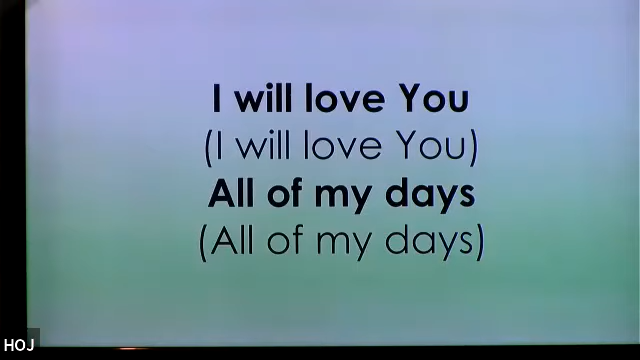 I will love You
(I will love You)
All of my days
(All of my days)
HOJ